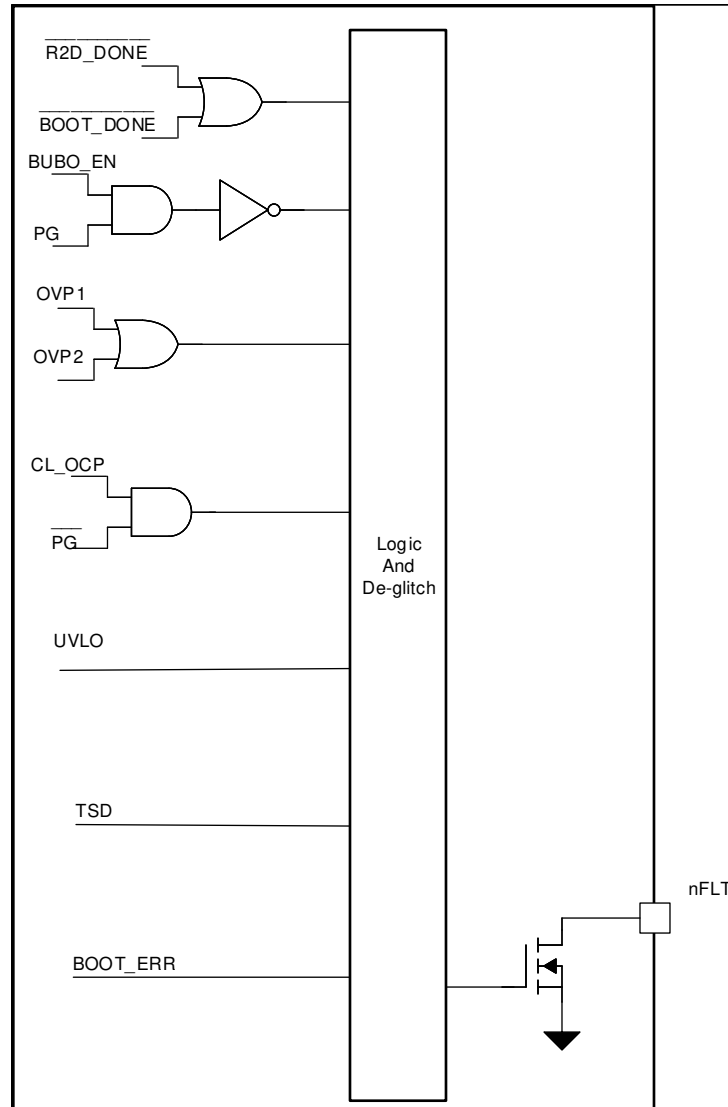 R2D_DONE
BOOT_DONE
BUBO_EN
PG
OVP1
OVP2
CL_OCP
PG
Logic
And
De-glitch
UVLO
TSD
nFLT
BOOT_ERR